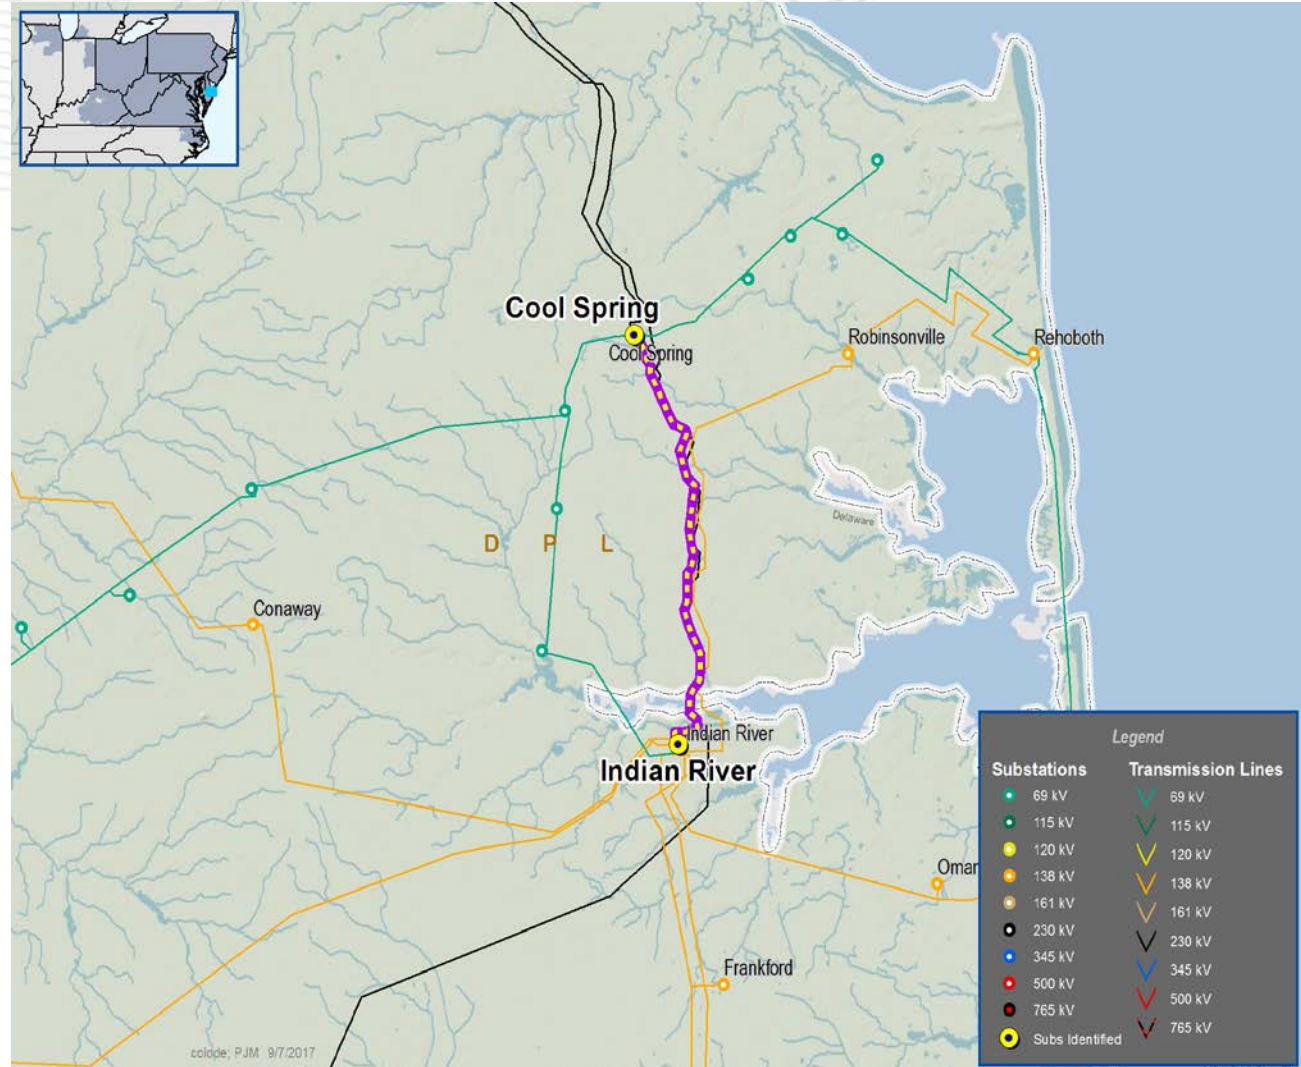 Cool Spring
Cool Spring
Robinsonville
Rehoboth
Delaware
D P L
Conaway
Indian River
Indian River
Omar
Frankford
colode; PJM 9/7/2017
Legend
Substations
69 kV
115 kV
120 kV
138 kV
161 kV
230 kV
345 kV
500 kV
765 kV
Subs Identified
Transmission Lines
69 kV
115 kV
120 kV
138 kV
161 kV
230 kV
345 kV
500 kV
765 kV